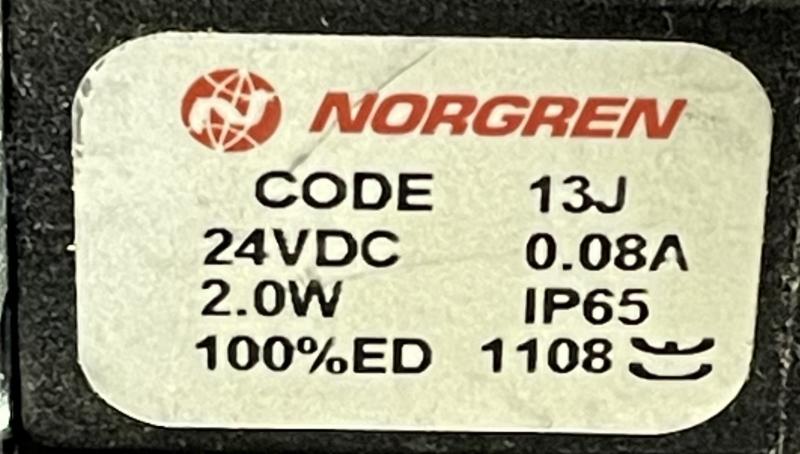 NORGREN
CODE 13J
24VDC 0.08A
2.0W IP65
100%ED 1108